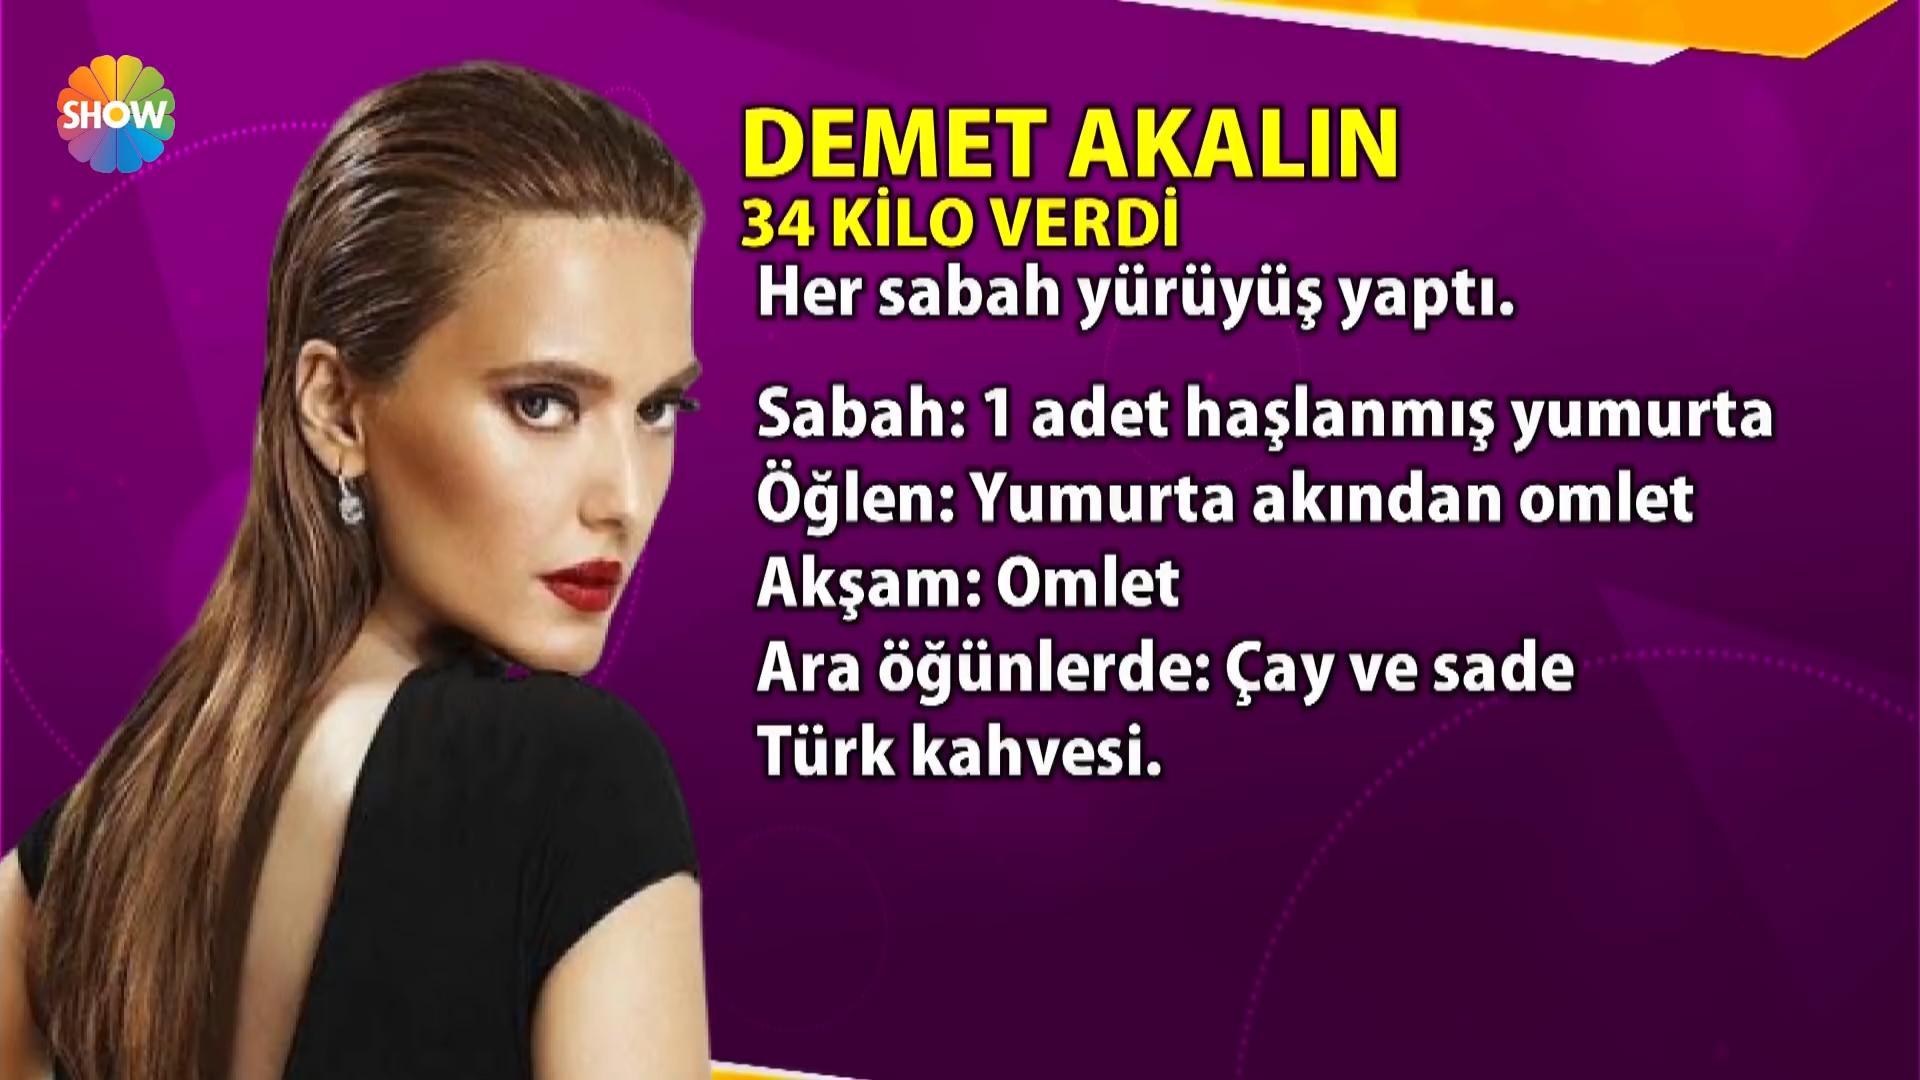 SHOW
DEMET AKALIN
34 KİLO VERDİ
Her sabah yürüyüş yaptı.
Sabah: 1 adet haşlanmış yumurta
Öğlen: Yumurta akından omlet
Akşam: Omlet
Ara öğünlerde: Çay ve sade
Türk kahvesi.